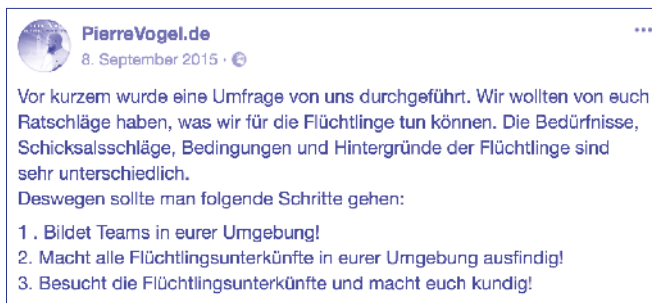 PierreVogel.de
8. September 2015 ·
Vor kurzem wurde eine Umfrage von uns durchgeführt. Wir wollten von euch
Ratschläge haben, was wir für die Flüchtlinge tun können. Die Bedürfnisse,
Schicksalsschläge, Bedingungen und Hintergründe der Flüchtlinge sind
sehr unterschiedlich.
Deswegen sollte man folgende Schritte gehen:
1 . Bildet Teams in eurer Umgebung!
2. Macht alle Flüchtlingsunterkünfte in eurer Umgebung ausfindig!
3. Besucht die Flüchtlingsunterkünfte und macht euch kundig!